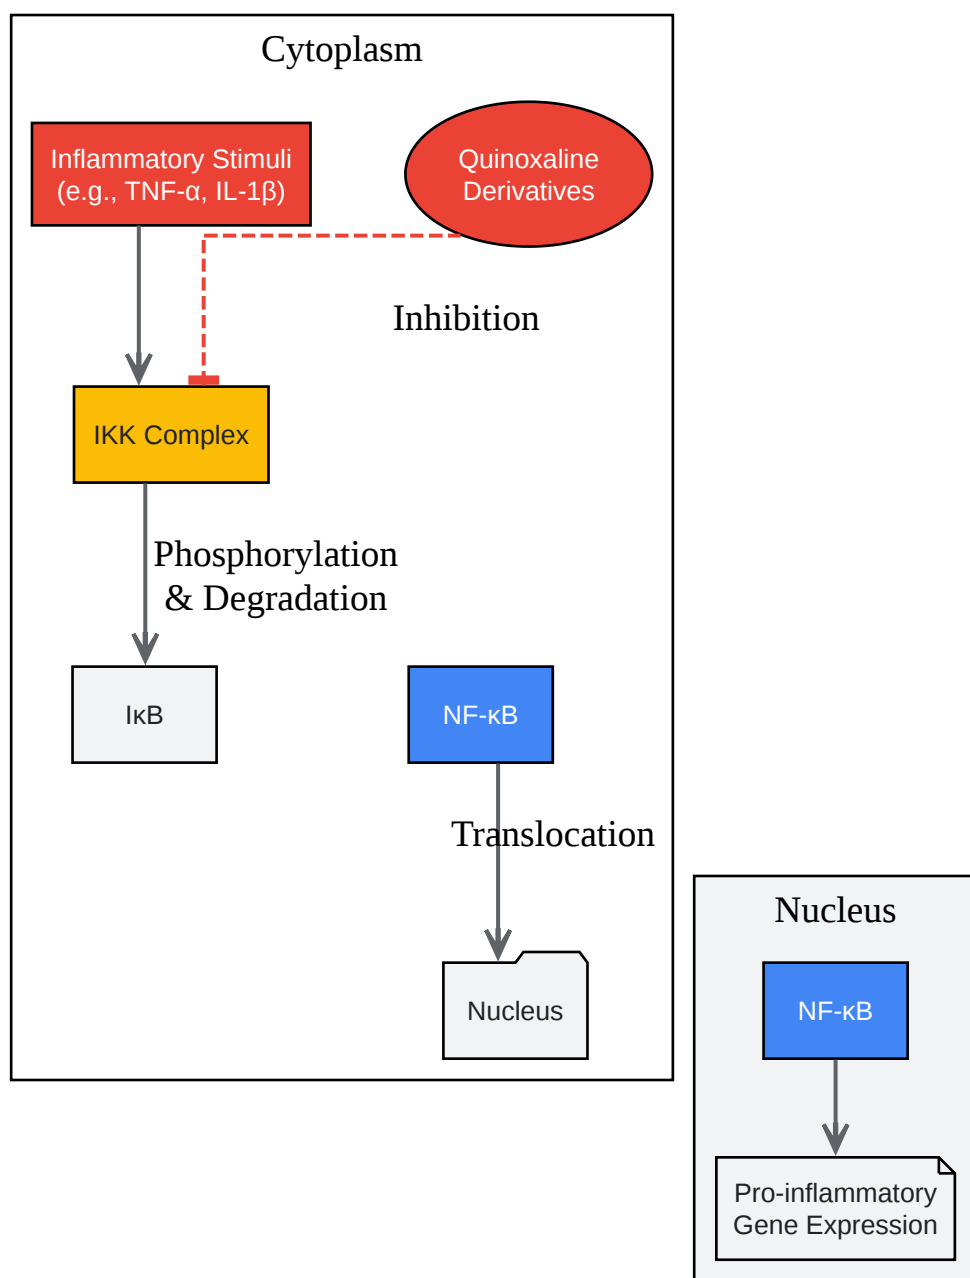 Cytoplasm
Inflammatory Stimuli
(e.g., TNF-α, IL-1β)
Quinoxaline
Derivatives
Inhibition
IKK Complex
Phosphorylation
& Degradation
IκB
NF-κB
Translocation
Nucleus
Nucleus
NF-κB
Pro-inflammatory
Gene Expression